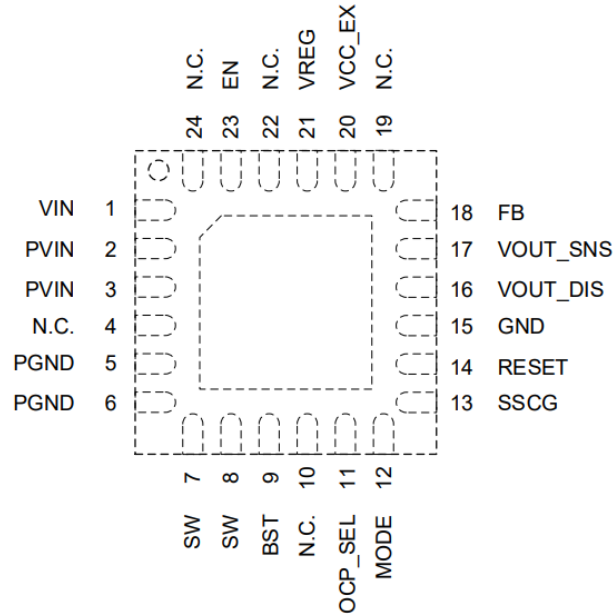 N.C. EN N.C. VREG VCC_EX N.C.
24 23 22 21 20 19
VIN 1
PVIN 2
PVIN 3
N.C. 4
PGND 5
PGND 6
18 FB
17 VOUT_SNS
16 VOUT_DIS
15 GND
14 RESET
13 SSCG
7 8 9 10 11 12
SW SW BST N.C. OCP_SEL MODE